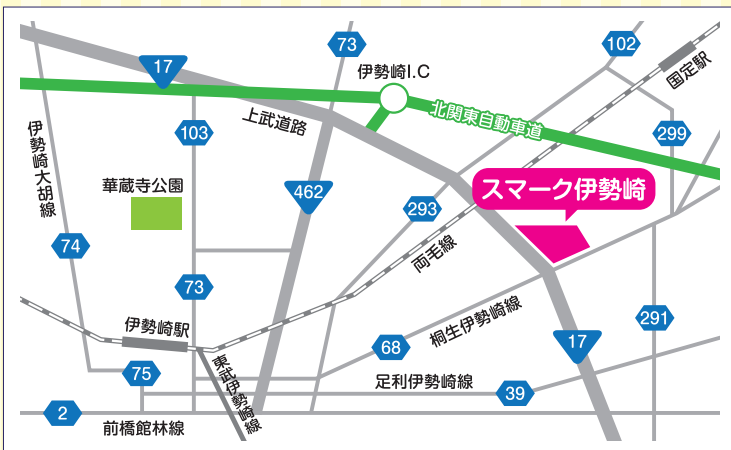 73
102
17
伊勢崎I.C
国定駅
上武道路
北関東自動車道
103
299
伊勢崎大胡線
華蔵寺公園
スマーク伊勢崎
462
293
74
両毛線
73
伊勢崎駅
桐生伊勢崎線
291
68
17
75
東武伊勢崎線
足利伊勢崎線
39
2
前橋館林線